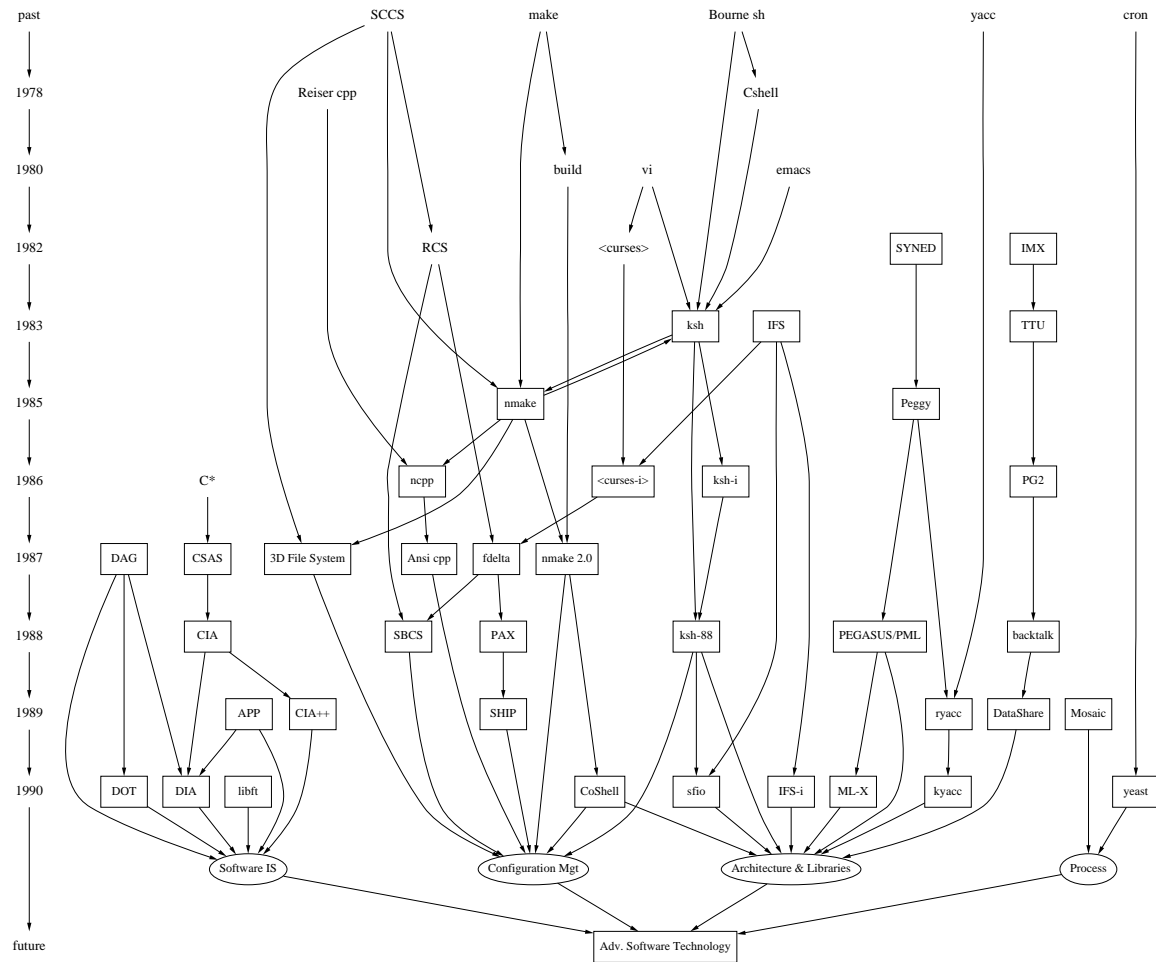 past SCCS make Bourne sh yacc cron
1978 Reiser cpp Cshell
1980 build vi emacs
1982 RCS <curses> SYNED IMX
1983 ksh IFS TTU
1985 nmake Peggy
1986 C* ncpp <curses-i> ksh-i PG2
1987 DAG CSAS 3D File System Ansi cpp fdelta nmake 2.0
1988 CIA SBCS PAX ksh-88 PEGASUS/PML backtalk
1989 APP CIA++ SHIP ryacc DataShare Mosaic
1990 DOT DIA libft CoShell sfio IFS-i ML-X kyacc yeast
Software IS Configuration Mgt Architecture & Libraries Process
future Adv. Software Technology